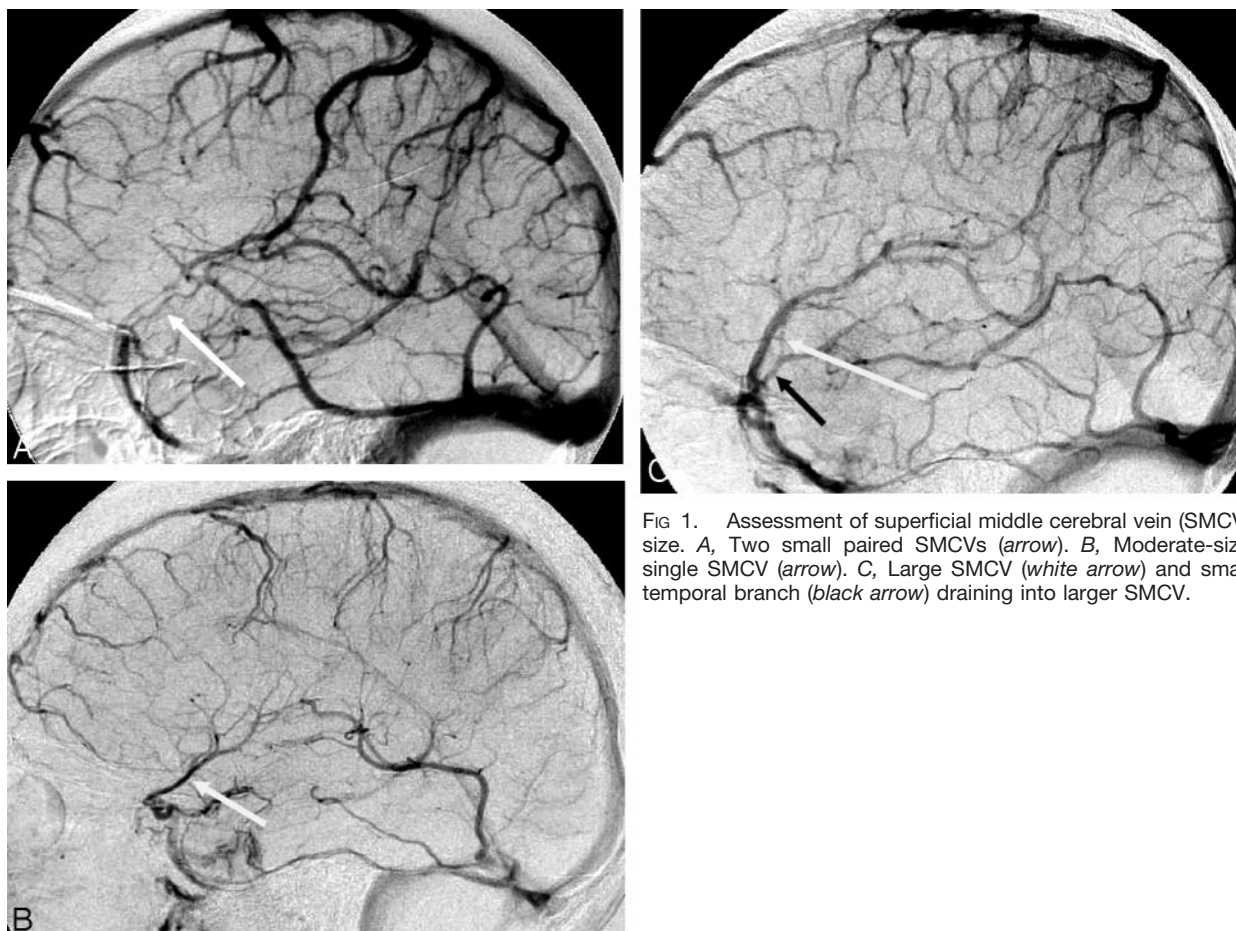 A
C
B
FIG 1. Assessment of superficial middle cerebral vein (SMCV
size. A, Two small paired SMCVs (arrow). B, Moderate-siz
single SMCV (arrow). C, Large SMCV (white arrow) and sma
temporal branch (black arrow) draining into larger SMCV.